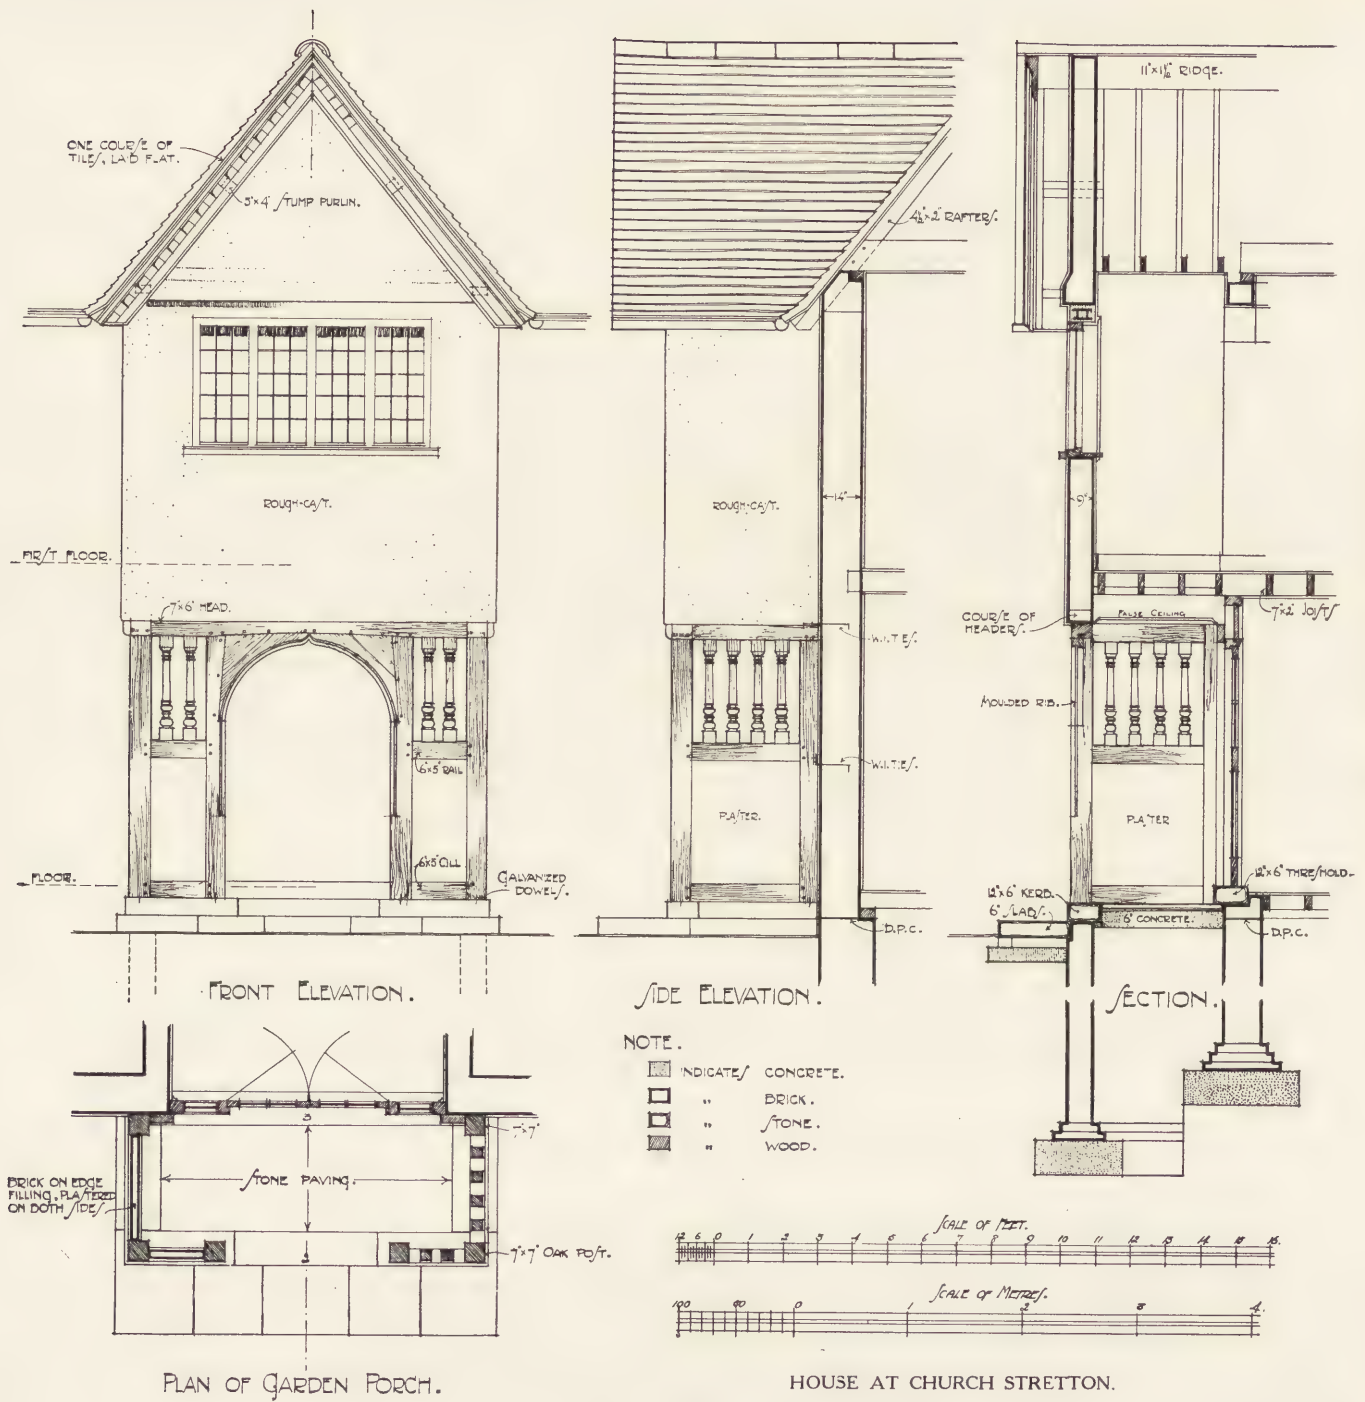 ONE COURSE OF
TILES, LAID FLAT.
5"×4" STUMP PURLIN.
ROUGH-CAST.
FIRST FLOOR.
7"×6" HEAD.
6"×5" RAIL
6"×5" CILL
FLOOR.
GALVANIZED
DOWELS.
FRONT ELEVATION.
4½"×2" RAFTERS.
ROUGH-CAST.
14"
W.I. TIES.
W.I. TIES.
PLASTER.
D.P.C.
SIDE ELEVATION.
11"×1½" RIDGE.
9"
COURSE OF
HEADERS.
FALSE CEILING
7"×2" JOISTS
MOULDED RIB.
PLASTER
12"×6" THRESHOLD.
12"×6" KERB.
6" SLABS.
6" CONCRETE.
D.P.C.
SECTION.
NOTE.
INDICATES CONCRETE.
" BRICK.
" STONE.
" WOOD.
7"×7"
STONE PAVING.
BRICK ON EDGE
FILLING, PLASTERED
ON BOTH SIDES
7"×7" OAK POST.
PLAN OF GARDEN PORCH.
SCALE OF FEET.
12 6 0 1 2 3 4 5 6 7 8 9 10 11 12 13 14 15 16.
SCALE OF METRES.
100 0 1 2 3 4.
HOUSE AT CHURCH STRETTON.